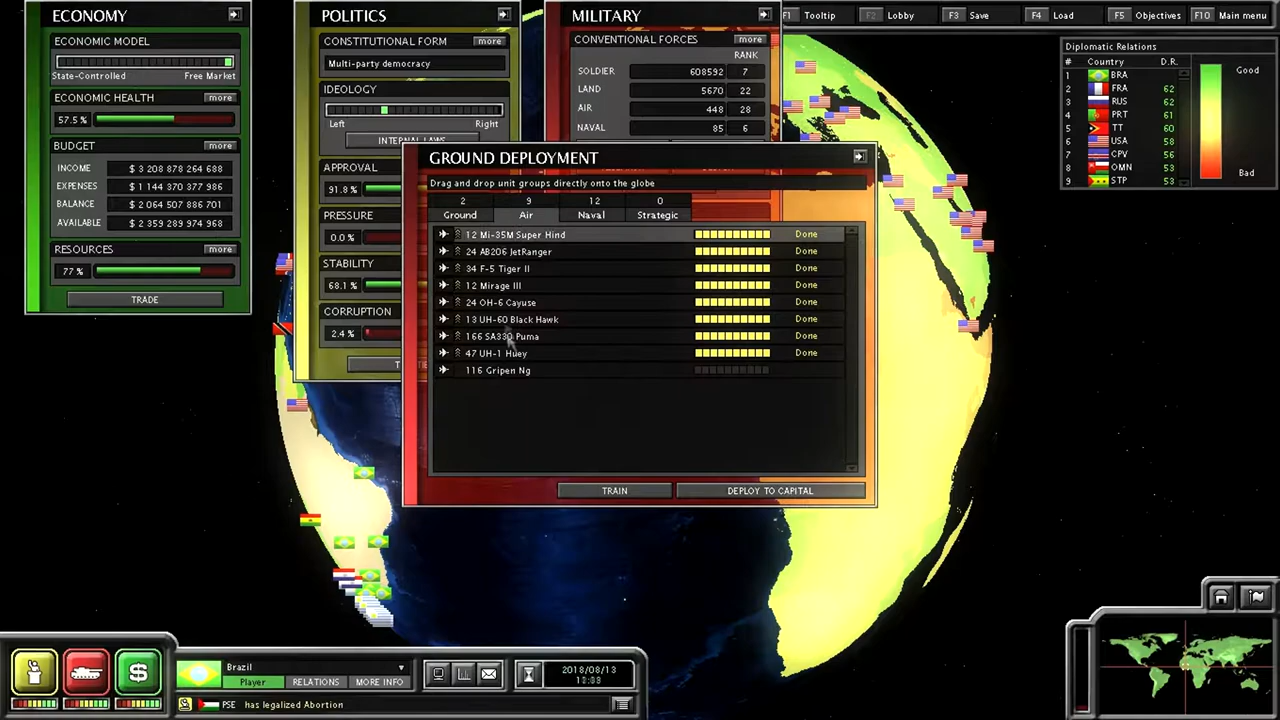 ECONOMY
ECONOMIC MODEL
State-Controlled Free Market
ECONOMIC HEALTH more
57.5 %
BUDGET more
INCOME $ 3 208 878 264 688
EXPENSES $ 1 144 370 377 986
BALANCE $ 2 064 507 886 701
AVAILABLE $ 2 359 289 974 968
RESOURCES more
77 %
TRADE
POLITICS
CONSTITUTIONAL FORM more
Multi-party democracy
IDEOLOGY
Left Right
INTERNAL LAWS
APPROVAL
91.8 %
PRESSURE
0.0 %
STABILITY
68.1 %
CORRUPTION
2.4 %
MILITARY
CONVENTIONAL FORCES more
RANK
SOLDIER 608592 7
LAND 5670 22
AIR 448 28
NAVAL 85 6
F1 Tooltip F2 Lobby F3 Save F4 Load F5 Objectives F10 Main menu
Diplomatic Relations
# Country D.R.
1 BRA
2 FRA 62
3 RUS 62
4 PRT 61
5 TT 60
6 USA 58
7 CPV 56
8 OMN 53
9 STP 53
Good
Bad
GROUND DEPLOYMENT
Drag and drop unit groups directly onto the globe
2 9 12 0
Ground Air Naval Strategic
12 Mi-35M Super Hind Done
24 AB206 JetRanger Done
34 F-5 Tiger II Done
12 Mirage III Done
24 OH-6 Cayuse Done
13 UH-60 Black Hawk Done
166 SA330 Puma Done
47 UH-1 Huey Done
116 Gripen Ng
TRAIN DEPLOY TO CAPITAL
Brazil
Player RELATIONS MORE INFO
2018/08/13
PSE has legalized Abortion